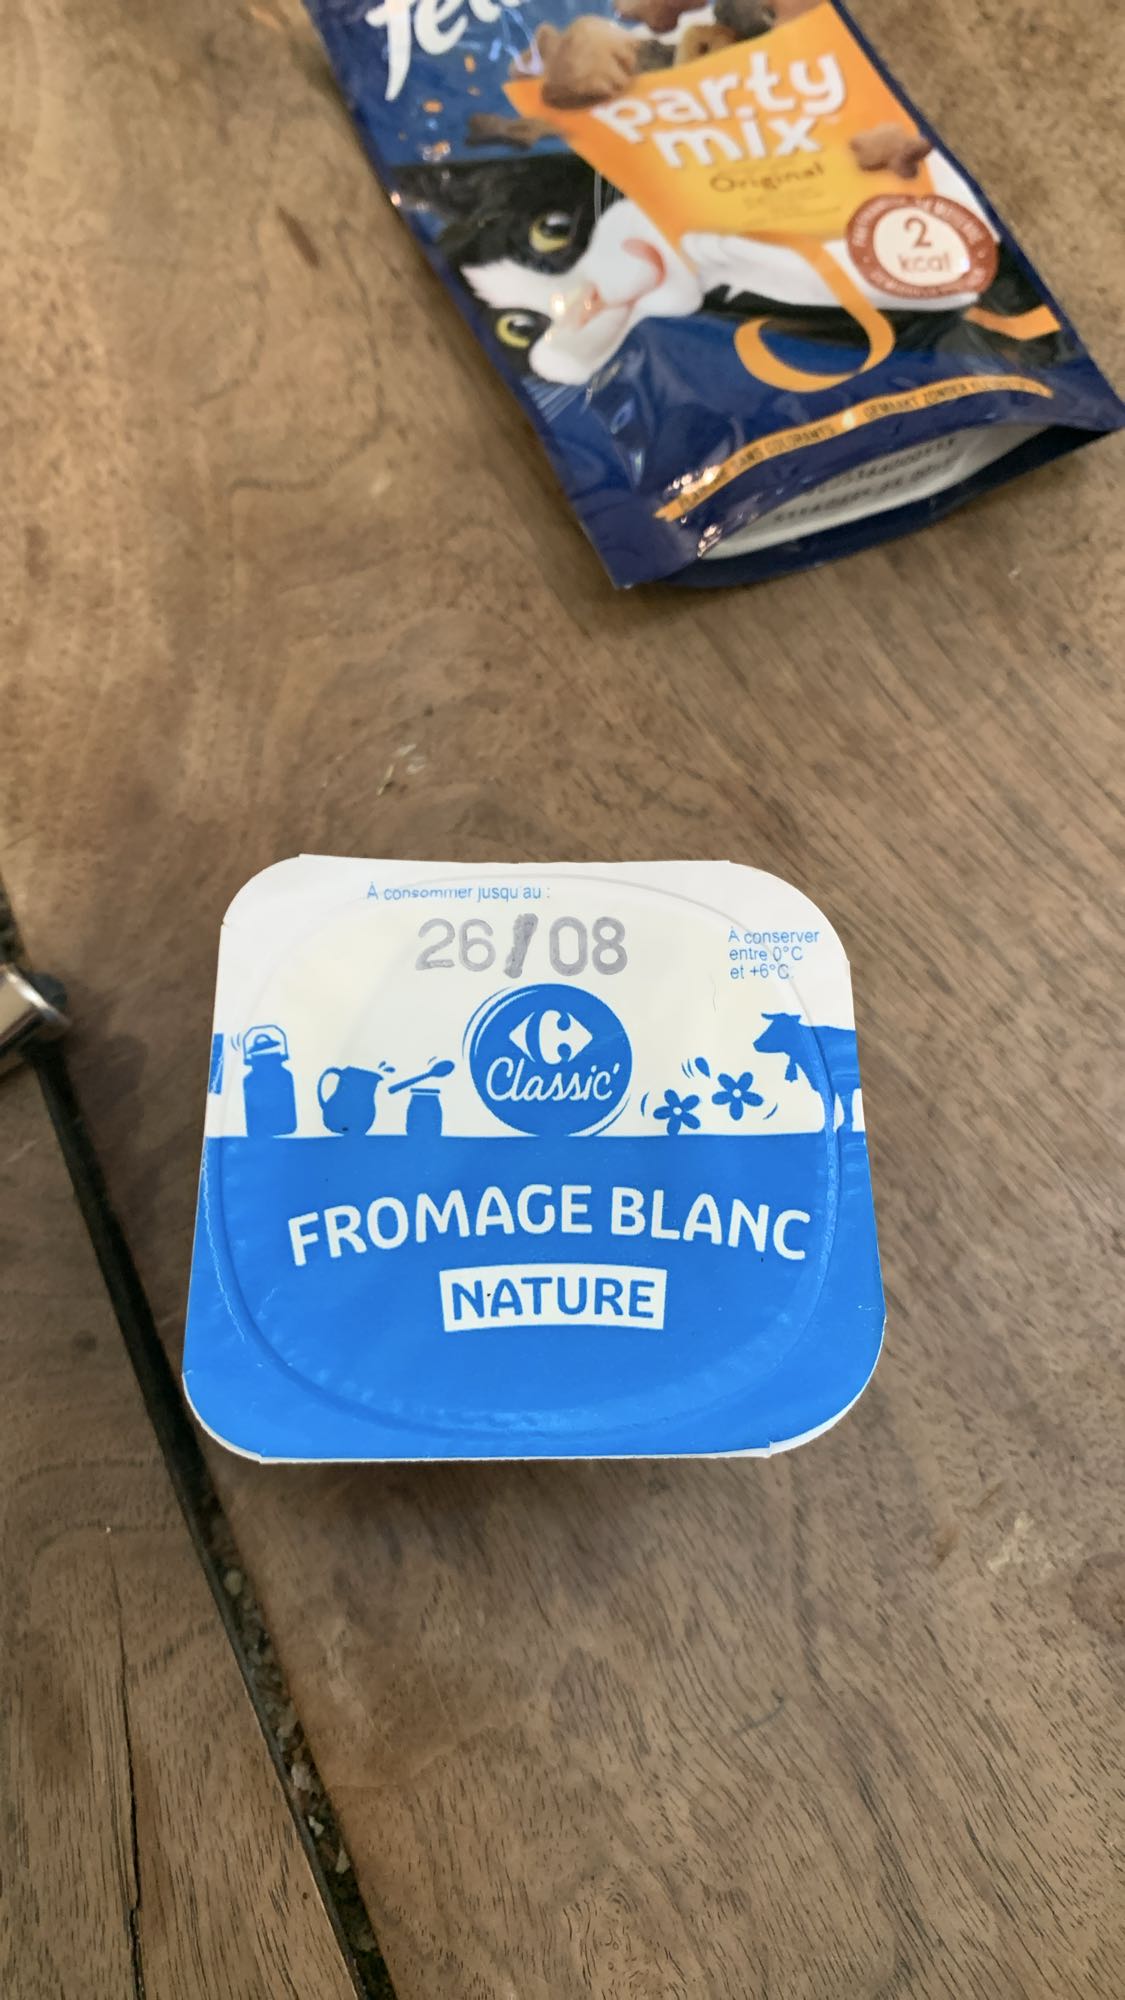 party
mix
Original
2
kcal
À consommer jusqu'au :
26/08
À conserver
entre 0°C
et +6°C
Classic'
FROMAGE BLANC
NATURE